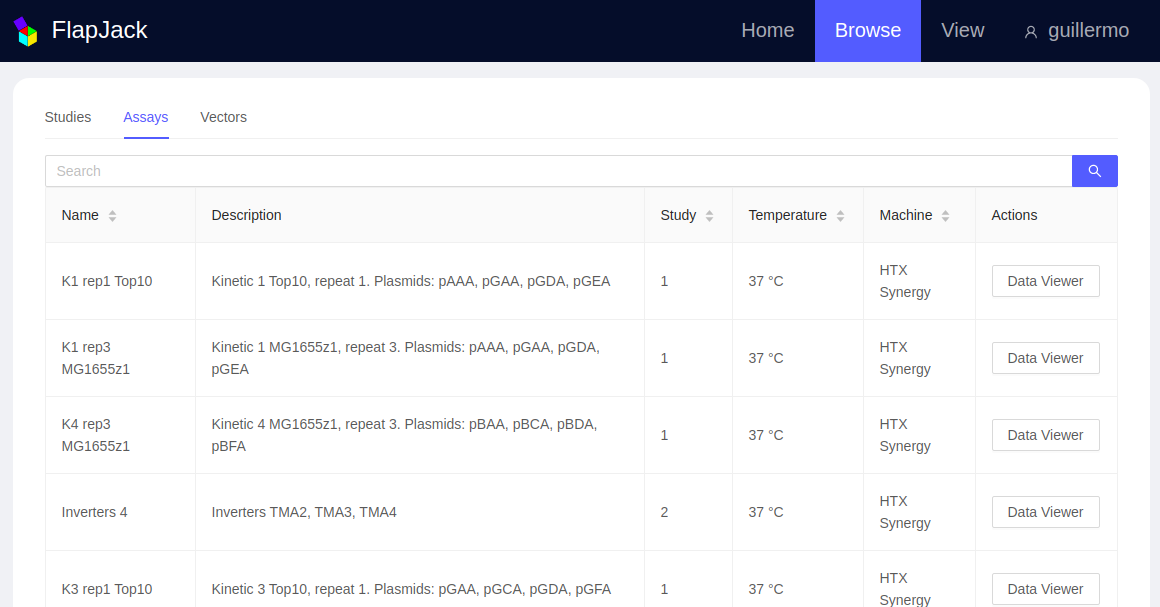 FlapJack
Home Browse View guillermo
Studies Assays Vectors
Search
Name Description Study Temperature Machine Actions
K1 rep1 Top10 Kinetic 1 Top10, repeat 1. Plasmids: pAAA, pGAA, pGDA, pGEA 1 37 °C HTX Synergy Data Viewer
K1 rep3 MG1655z1 Kinetic 1 MG1655z1, repeat 3. Plasmids: pAAA, pGAA, pGDA, pGEA 1 37 °C HTX Synergy Data Viewer
K4 rep3 MG1655z1 Kinetic 4 MG1655z1, repeat 3. Plasmids: pBAA, pBCA, pBDA, pBFA 1 37 °C HTX Synergy Data Viewer
Inverters 4 Inverters TMA2, TMA3, TMA4 2 37 °C HTX Synergy Data Viewer
K3 rep1 Top10 Kinetic 3 Top10, repeat 1. Plasmids: pGAA, pGCA, pGDA, pGFA 1 37 °C HTX Synergy Data Viewer